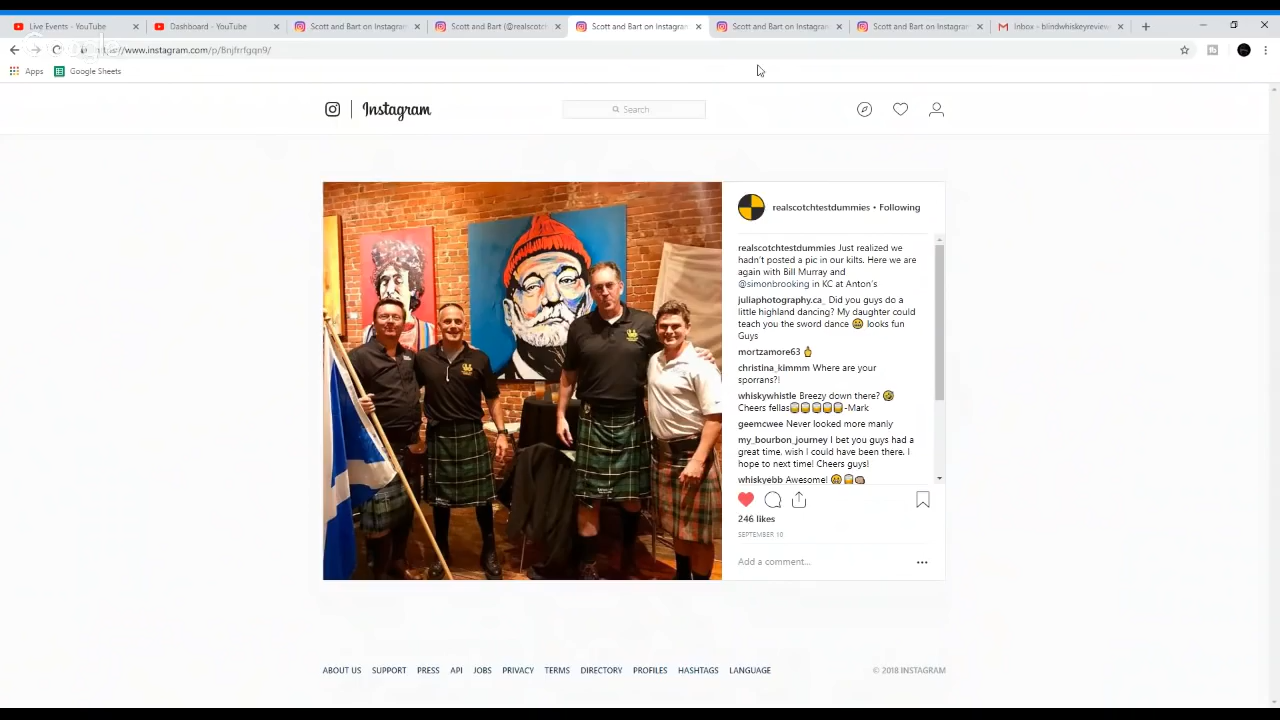 Live Events - YouTube
Dashboard - YouTube
Scott and Bart on Instagram
Scott and Bart (@realscotch
Scott and Bart on Instagram
Scott and Bart on Instagram
Scott and Bart on Instagram
Inbox - blindwhiskeyreview
https://www.instagram.com/p/Bnjfrrfgqn9/
Apps
Google Sheets
Instagram
Search
realscotchtestdummies • Following
realscotchtestdummies Just realized we
hadn't posted a pic in our kilts. Here we are
again with Bill Murray and
@simonbrooking in KC at Anton's
juliaphotography.ca_ Did you guys do a
little highland dancing? My daughter could
teach you the sword dance 😄 looks fun
Guys
mortzamore63 🖕
christina_kimmm Where are your
sporrans?!
whiskywhistle Breezy down there? 🤣
Cheers fellas🥃🥃🥃🥃🥃-Mark
geemcwee Never looked more manly
my_bourbon_journey I bet you guys had a
great time. wish I could have been there. I
hope to next time! Cheers guys!
whiskyebb Awesome! 😄🥃👊
246 likes
SEPTEMBER 10
Add a comment...
ABOUT US SUPPORT PRESS API JOBS PRIVACY TERMS DIRECTORY PROFILES HASHTAGS LANGUAGE
© 2018 INSTAGRAM